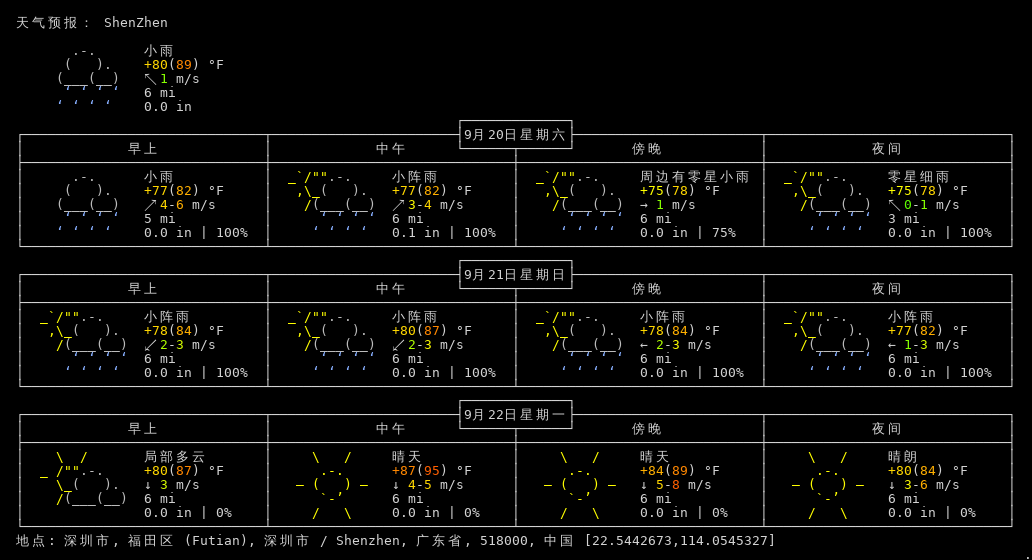 天气预报： ShenZhen
小雨
+80(89) °F
↖ 1 m/s
6 mi
0.0 in
9月20日星期六
早上 中午 傍晚 夜间
小雨 小阵雨 周边有零星小雨 零星细雨
+77(82) °F +77(82) °F +75(78) °F +75(78) °F
↗ 4-6 m/s ↗ 3-4 m/s → 1 m/s ↖ 0-1 m/s
5 mi 6 mi 6 mi 3 mi
0.0 in | 100% 0.1 in | 100% 0.0 in | 75% 0.0 in | 100%
9月21日星期日
早上 中午 傍晚 夜间
小阵雨 小阵雨 小阵雨 小阵雨
+78(84) °F +80(87) °F +78(84) °F +77(82) °F
↙ 2-3 m/s ↙ 2-3 m/s ← 2-3 m/s ← 1-3 m/s
6 mi 6 mi 6 mi 6 mi
0.0 in | 100% 0.0 in | 100% 0.0 in | 100% 0.0 in | 100%
9月22日星期一
早上 中午 傍晚 夜间
局部多云 晴天 晴天 晴朗
+80(87) °F +87(95) °F +84(89) °F +80(84) °F
↓ 3 m/s ↓ 4-5 m/s ↓ 5-8 m/s ↓ 3-6 m/s
6 mi 6 mi 6 mi 6 mi
0.0 in | 0% 0.0 in | 0% 0.0 in | 0% 0.0 in | 0%
地点: 深圳市, 福田区 (Futian), 深圳市 / Shenzhen, 广东省, 518000, 中国 [22.5442673,114.0545327]